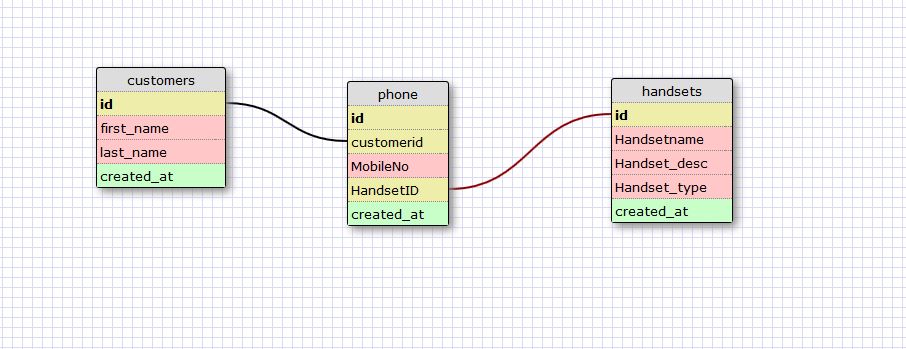 customers
id
first_name
last_name
created_at
phone
id
customerid
MobileNo
HandsetID
created_at
handsets
id
Handsetname
Handset_desc
Handset_type
created_at